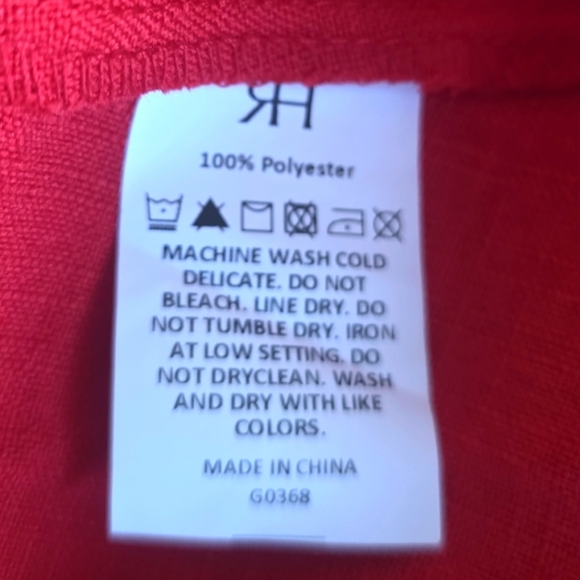 RH
100% Polyester
MACHINE WASH COLD
DELICATE. DO NOT
BLEACH. LINE DRY. DO
NOT TUMBLE DRY. IRON
AT LOW SETTING. DO
NOT DRYCLEAN. WASH
AND DRY WITH LIKE
COLORS.
MADE IN CHINA
G0368